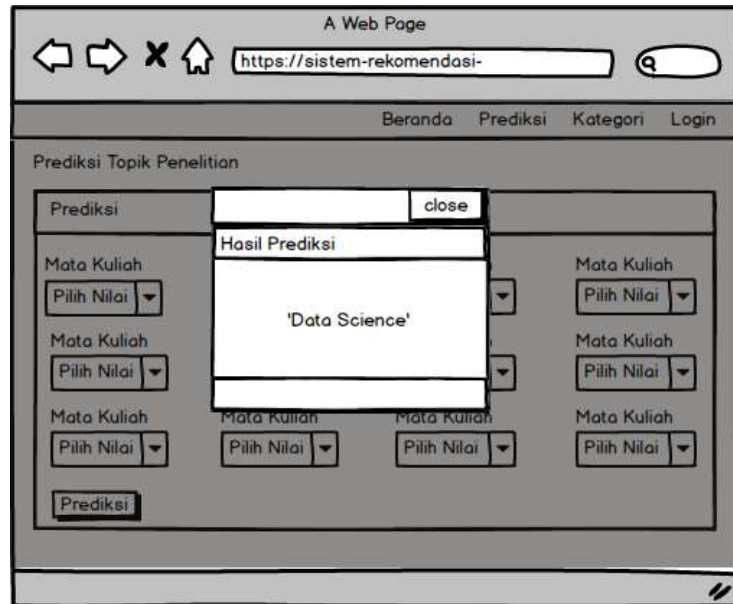 A Web Page
https://sistem-rekomendasi-
Beranda Prediksi Kategori Login
Prediksi Topik Penelitian
Prediksi
close
Hasil Prediksi
'Data Science'
Mata Kuliah Mata Kuliah
Pilih Nilai Pilih Nilai
Mata Kuliah Mata Kuliah
Pilih Nilai Pilih Nilai
Mata Kuliah Mata Kuliah Mata Kuliah Mata Kuliah
Pilih Nilai Pilih Nilai Pilih Nilai Pilih Nilai
Prediksi